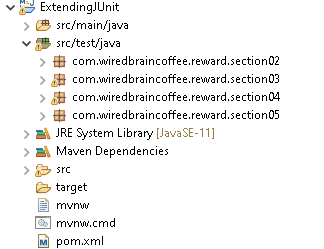 ExtendingJUnit
src/main/java
src/test/java
com.wiredbraincoffee.reward.section02
com.wiredbraincoffee.reward.section03
com.wiredbraincoffee.reward.section04
com.wiredbraincoffee.reward.section05
JRE System Library [JavaSE-11]
Maven Dependencies
src
target
mvnw
mvnw.cmd
pom.xml